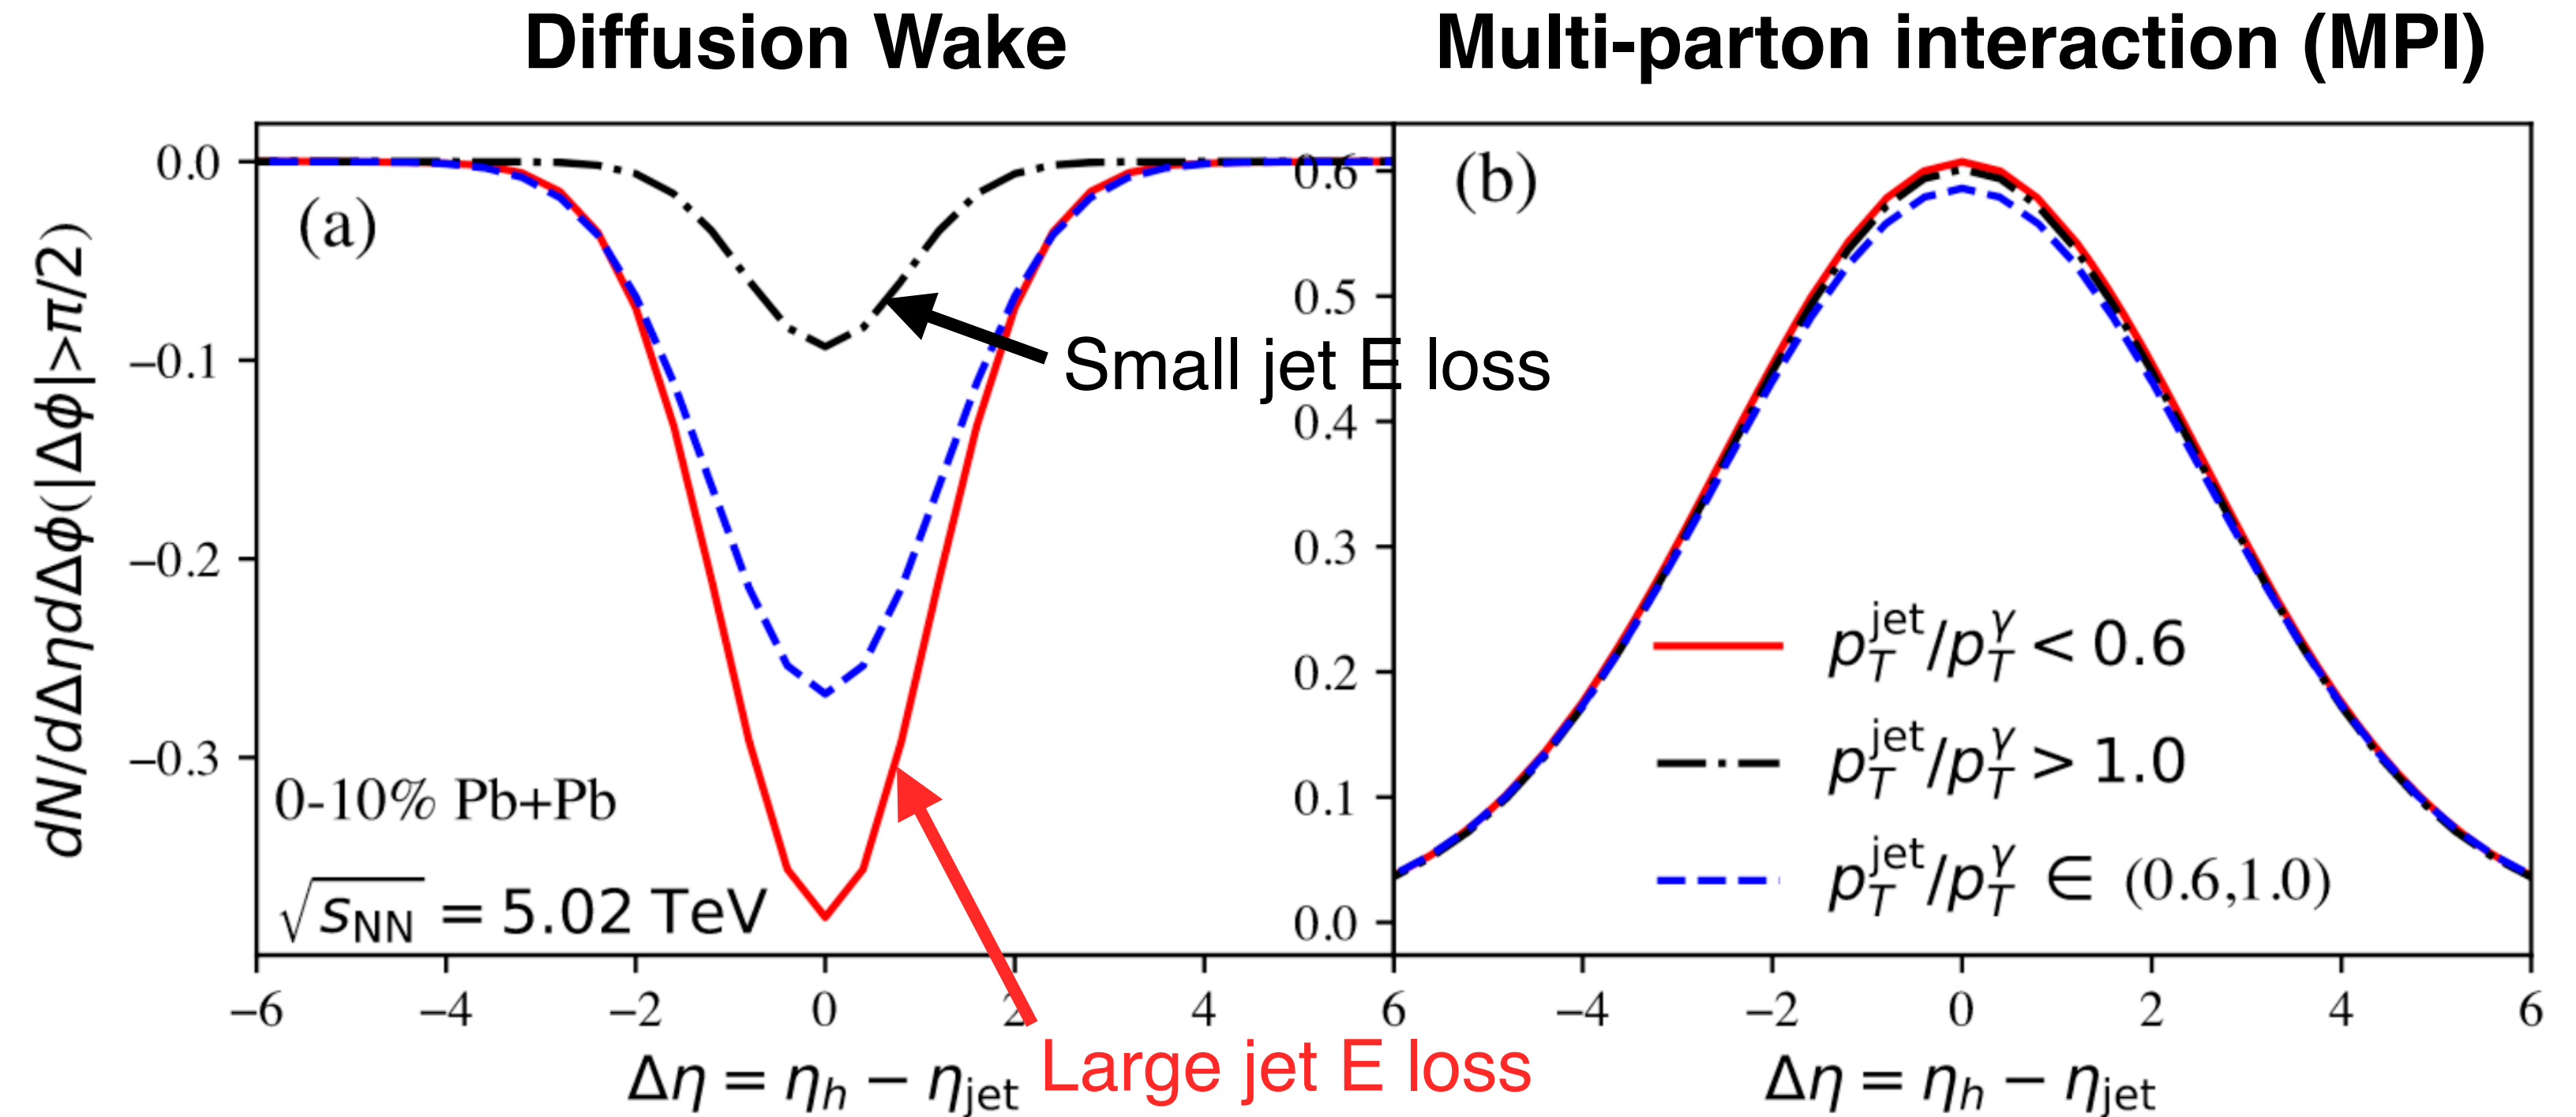 Diffusion Wake
Multi-parton interaction (MPI)
dN/dΔηdΔϕ(|Δϕ|>π/2)
0.0
−0.1
−0.2
−0.3
(a)
Small jet E loss
0-10% Pb+Pb
√sNN = 5.02 TeV
−6 −4 −2 0 2 4
Δη = ηh − ηjet
Large jet E loss
0.6
0.5
0.4
0.3
0.2
0.1
0.0
(b)
pTjet/pTγ < 0.6
pTjet/pTγ > 1.0
pTjet/pTγ ∈ (0.6,1.0)
6 −4 −2 0 2 4 6
Δη = ηh − ηjet